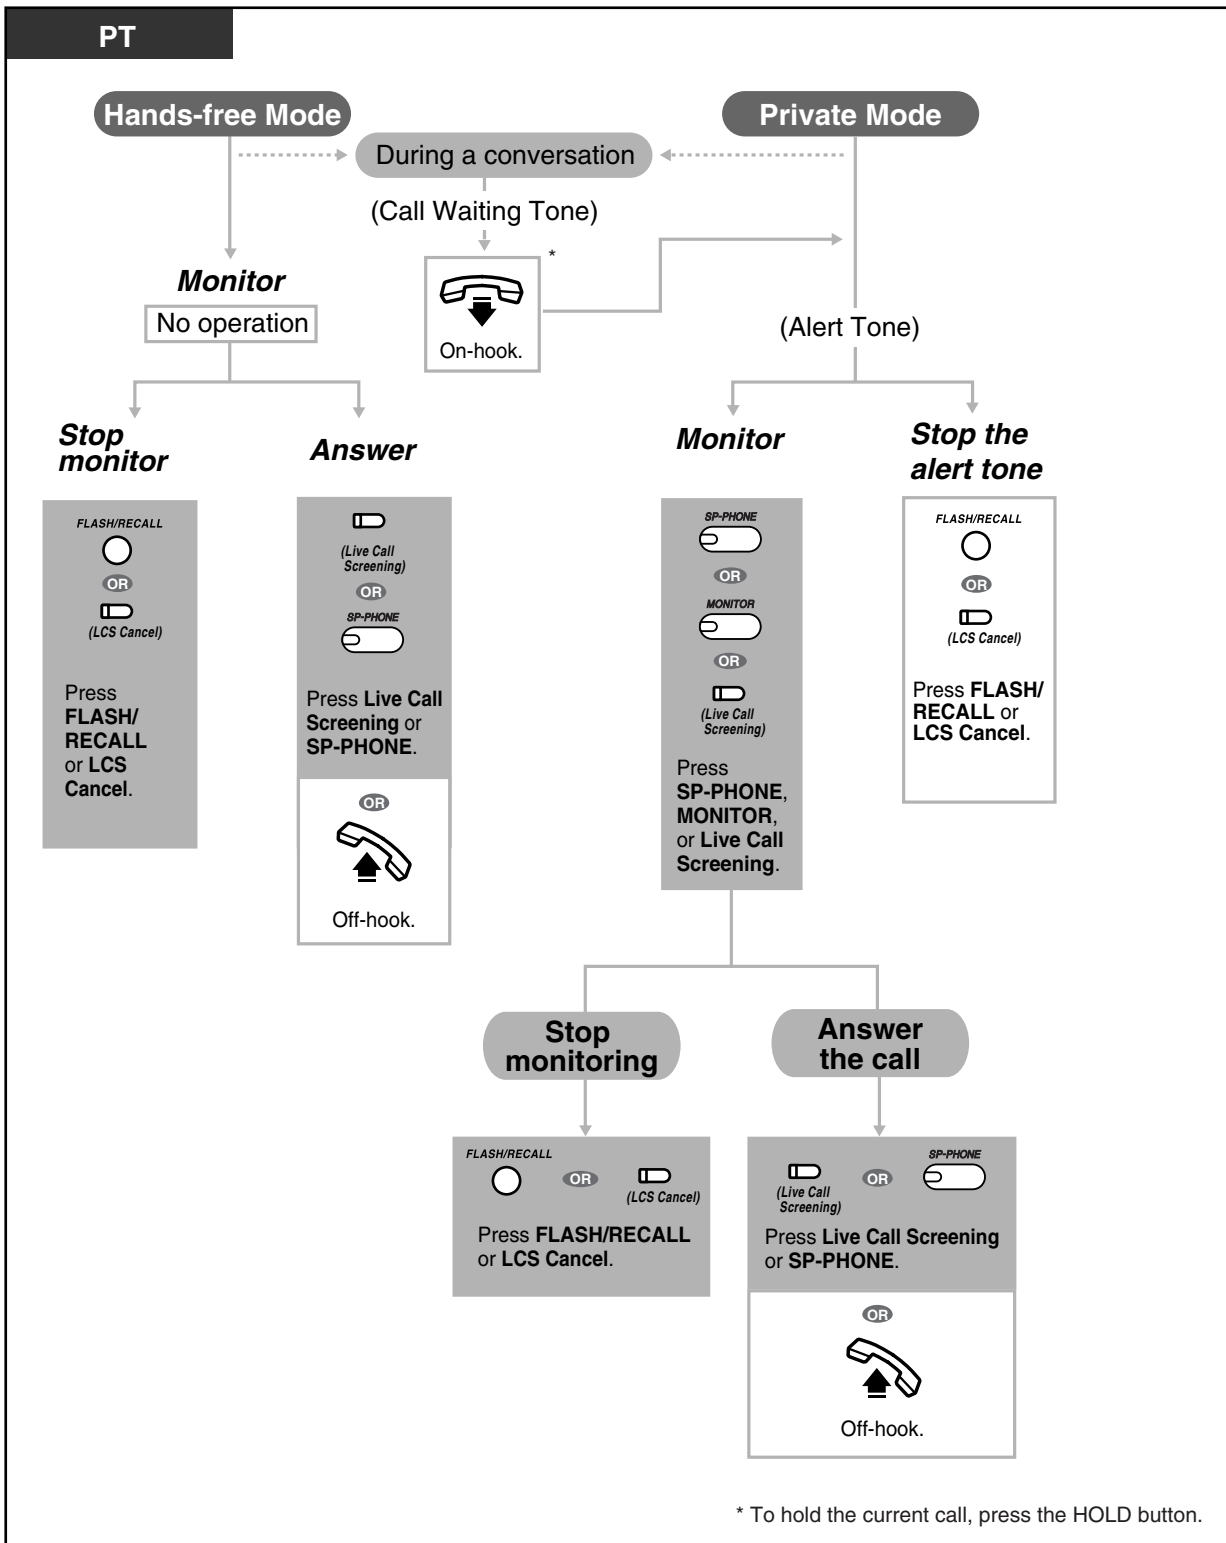 PT
Hands-free Mode
Private Mode
During a conversation
(Call Waiting Tone)
*
On-hook.
Monitor
No operation
(Alert Tone)
Stop
monitor
FLASH/RECALL
OR
(LCS Cancel)
Press
FLASH/
RECALL
or LCS
Cancel.
Answer
(Live Call
Screening)
OR
SP-PHONE
Press Live Call
Screening or
SP-PHONE.
OR
Off-hook.
Monitor
SP-PHONE
OR
MONITOR
OR
(Live Call
Screening)
Press
SP-PHONE,
MONITOR,
or Live Call
Screening.
Stop the
alert tone
FLASH/RECALL
OR
(LCS Cancel)
Press FLASH/
RECALL or
LCS Cancel.
Stop
monitoring
FLASH/RECALL
OR
(LCS Cancel)
Press FLASH/RECALL
or LCS Cancel.
Answer
the call
(Live Call
Screening)
OR
SP-PHONE
Press Live Call Screening
or SP-PHONE.
OR
Off-hook.
* To hold the current call, press the HOLD button.